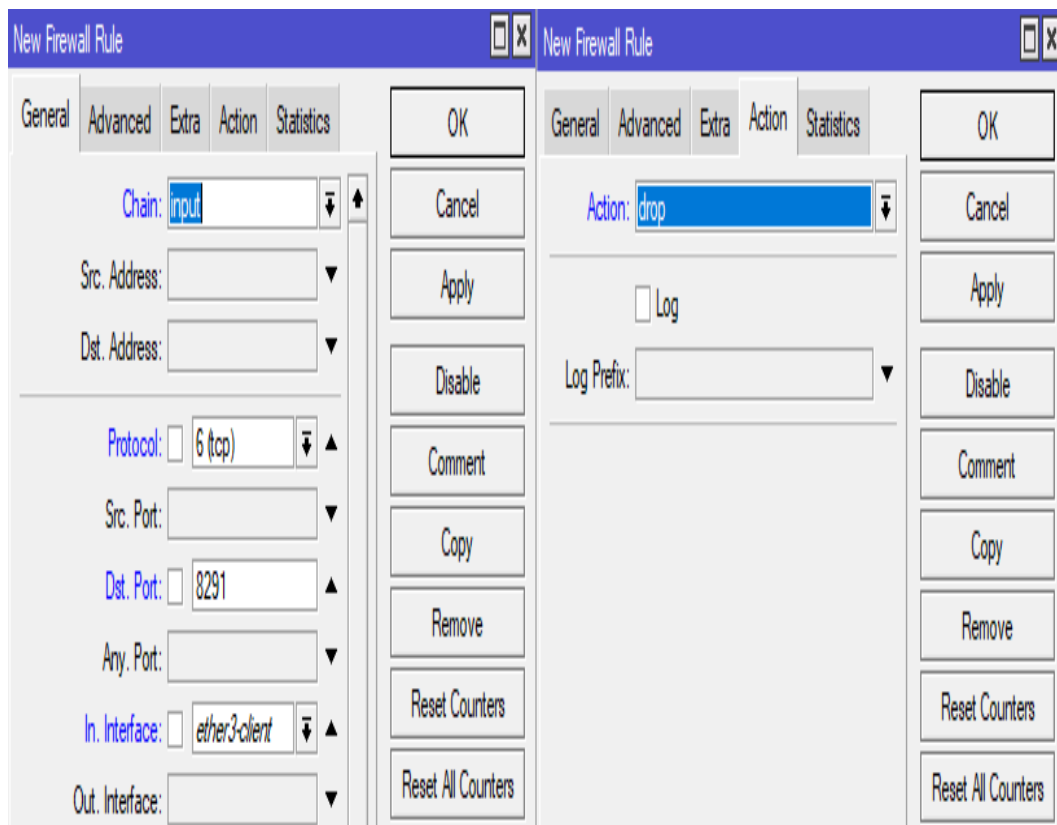 New Firewall Rule
General Advanced Extra Action Statistics
OK
Chain: input
Cancel
Src. Address:
Apply
Dst. Address:
Disable
Protocol: 6 (tcp)
Comment
Src. Port:
Copy
Dst. Port: 8291
Remove
Any. Port:
Reset Counters
In. Interface: ether3-client
Reset All Counters
Out. Interface:
New Firewall Rule
General Advanced Extra Action Statistics
OK
Action: drop
Cancel
Log
Apply
Log Prefix:
Disable
Comment
Copy
Remove
Reset Counters
Reset All Counters